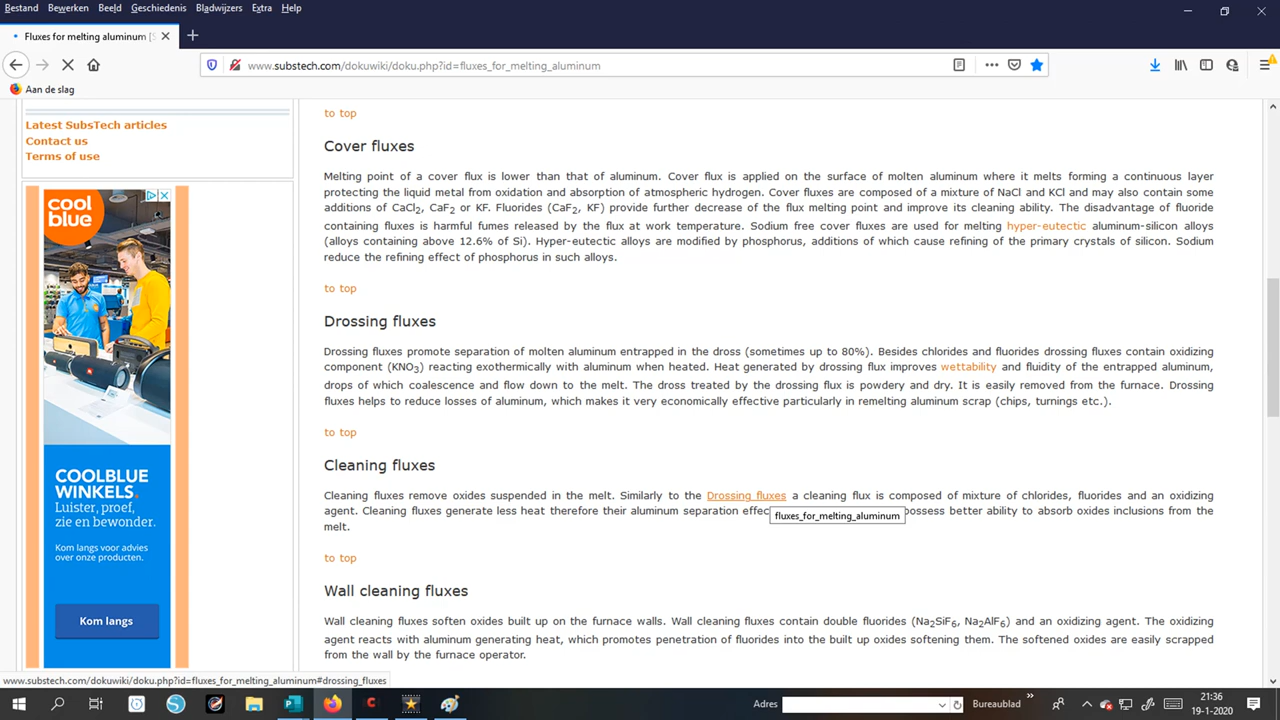 Bestand Bewerken Beeld Geschiedenis Bladwijzers Extra Help
Fluxes for melting aluminum [S
www.substech.com/dokuwiki/doku.php?id=fluxes_for_melting_aluminum
Aan de slag
Latest SubsTech articles
Contact us
Terms of use
cool
blue
COOLBLUE
WINKELS.
Luister, proef,
zie en bewonder.
Kom langs voor advies
over onze producten.
Kom langs
to top
Cover fluxes
Melting point of a cover flux is lower than that of aluminum. Cover flux is applied on the surface of molten aluminum where it melts forming a continuous layer
protecting the liquid metal from oxidation and absorption of atmospheric hydrogen. Cover fluxes are composed of a mixture of NaCl and KCl and may also contain some
additions of CaCl2, CaF2 or KF. Fluorides (CaF2, KF) provide further decrease of the flux melting point and improve its cleaning ability. The disadvantage of fluoride
containing fluxes is harmful fumes released by the flux at work temperature. Sodium free cover fluxes are used for melting hyper-eutectic aluminum-silicon alloys
(alloys containing above 12.6% of Si). Hyper-eutectic alloys are modified by phosphorus, additions of which cause refining of the primary crystals of silicon. Sodium
reduce the refining effect of phosphorus in such alloys.
to top
Drossing fluxes
Drossing fluxes promote separation of molten aluminum entrapped in the dross (sometimes up to 80%). Besides chlorides and fluorides drossing fluxes contain oxidizing
component (KNO3) reacting exothermically with aluminum when heated. Heat generated by drossing flux improves wettability and fluidity of the entrapped aluminum,
drops of which coalescence and flow down to the melt. The dross treated by the drossing flux is powdery and dry. It is easily removed from the furnace. Drossing
fluxes helps to reduce losses of aluminum, which makes it very economically effective particularly in remelting aluminum scrap (chips, turnings etc.).
to top
Cleaning fluxes
Cleaning fluxes remove oxides suspended in the melt. Similarly to the Drossing fluxes a cleaning flux is composed of mixture of chlorides, fluorides and an oxidizing
agent. Cleaning fluxes generate less heat therefore their aluminum separation effec possess better ability to absorb oxides inclusions from the
fluxes_for_melting_aluminum
melt.
to top
Wall cleaning fluxes
Wall cleaning fluxes soften oxides built up on the furnace walls. Wall cleaning fluxes contain double fluorides (Na2SiF6, Na2AlF6) and an oxidizing agent. The oxidizing
agent reacts with aluminum generating heat, which promotes penetration of fluorides into the built up oxides softening them. The softened oxides are easily scrapped
from the wall by the furnace operator.
www.substech.com/dokuwiki/doku.php?id=fluxes_for_melting_aluminum#drossing_fluxes
Adres
Bureaublad
21:36
19-1-2020